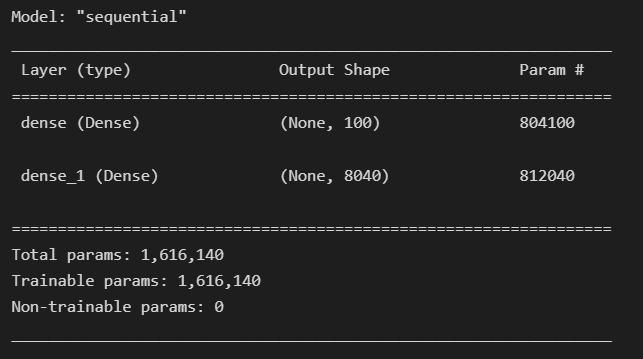 Model: "sequential"
_________________________________________________________________
Layer (type) Output Shape Param #
=================================================================
dense (Dense) (None, 100) 804100
dense_1 (Dense) (None, 8040) 812040
=================================================================
Total params: 1,616,140
Trainable params: 1,616,140
Non-trainable params: 0
_________________________________________________________________